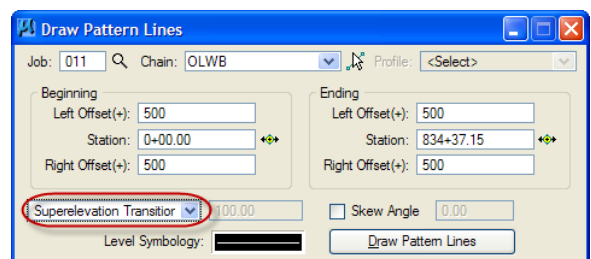 Draw Pattern Lines
Job: 011 Chain: OLWB Profile: <Select>
Beginning Ending
Left Offset(+): 500 Left Offset(+): 500
Station: 0+00.00 Station: 834+37.15
Right Offset(+): 500 Right Offset(+): 500
Superelevation Transitior 100.00 Skew Angle 0.00
Level Symbology: Draw Pattern Lines